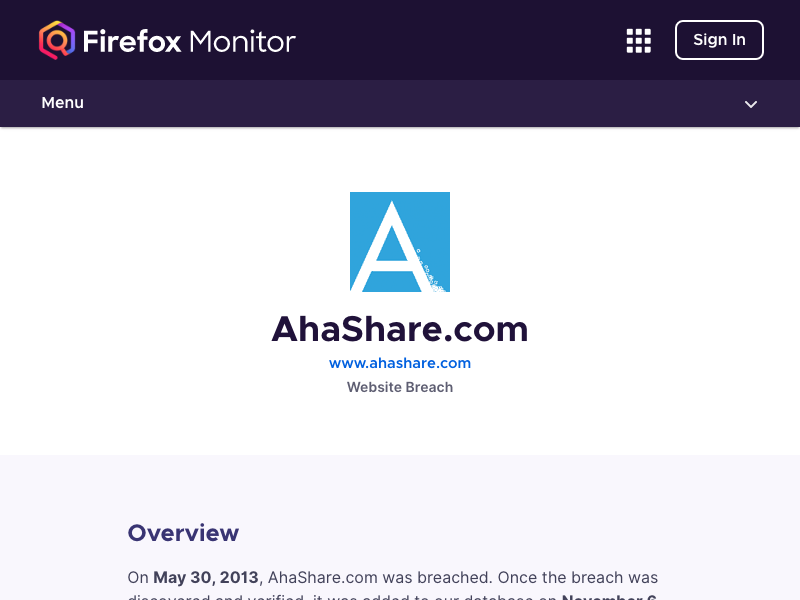 Firefox Monitor
Sign In
Menu
AhaShare.com
www.ahashare.com
Website Breach
Overview
On May 30, 2013, AhaShare.com was breached. Once the breach was
discovered and verified, it was added to our database on November 6,